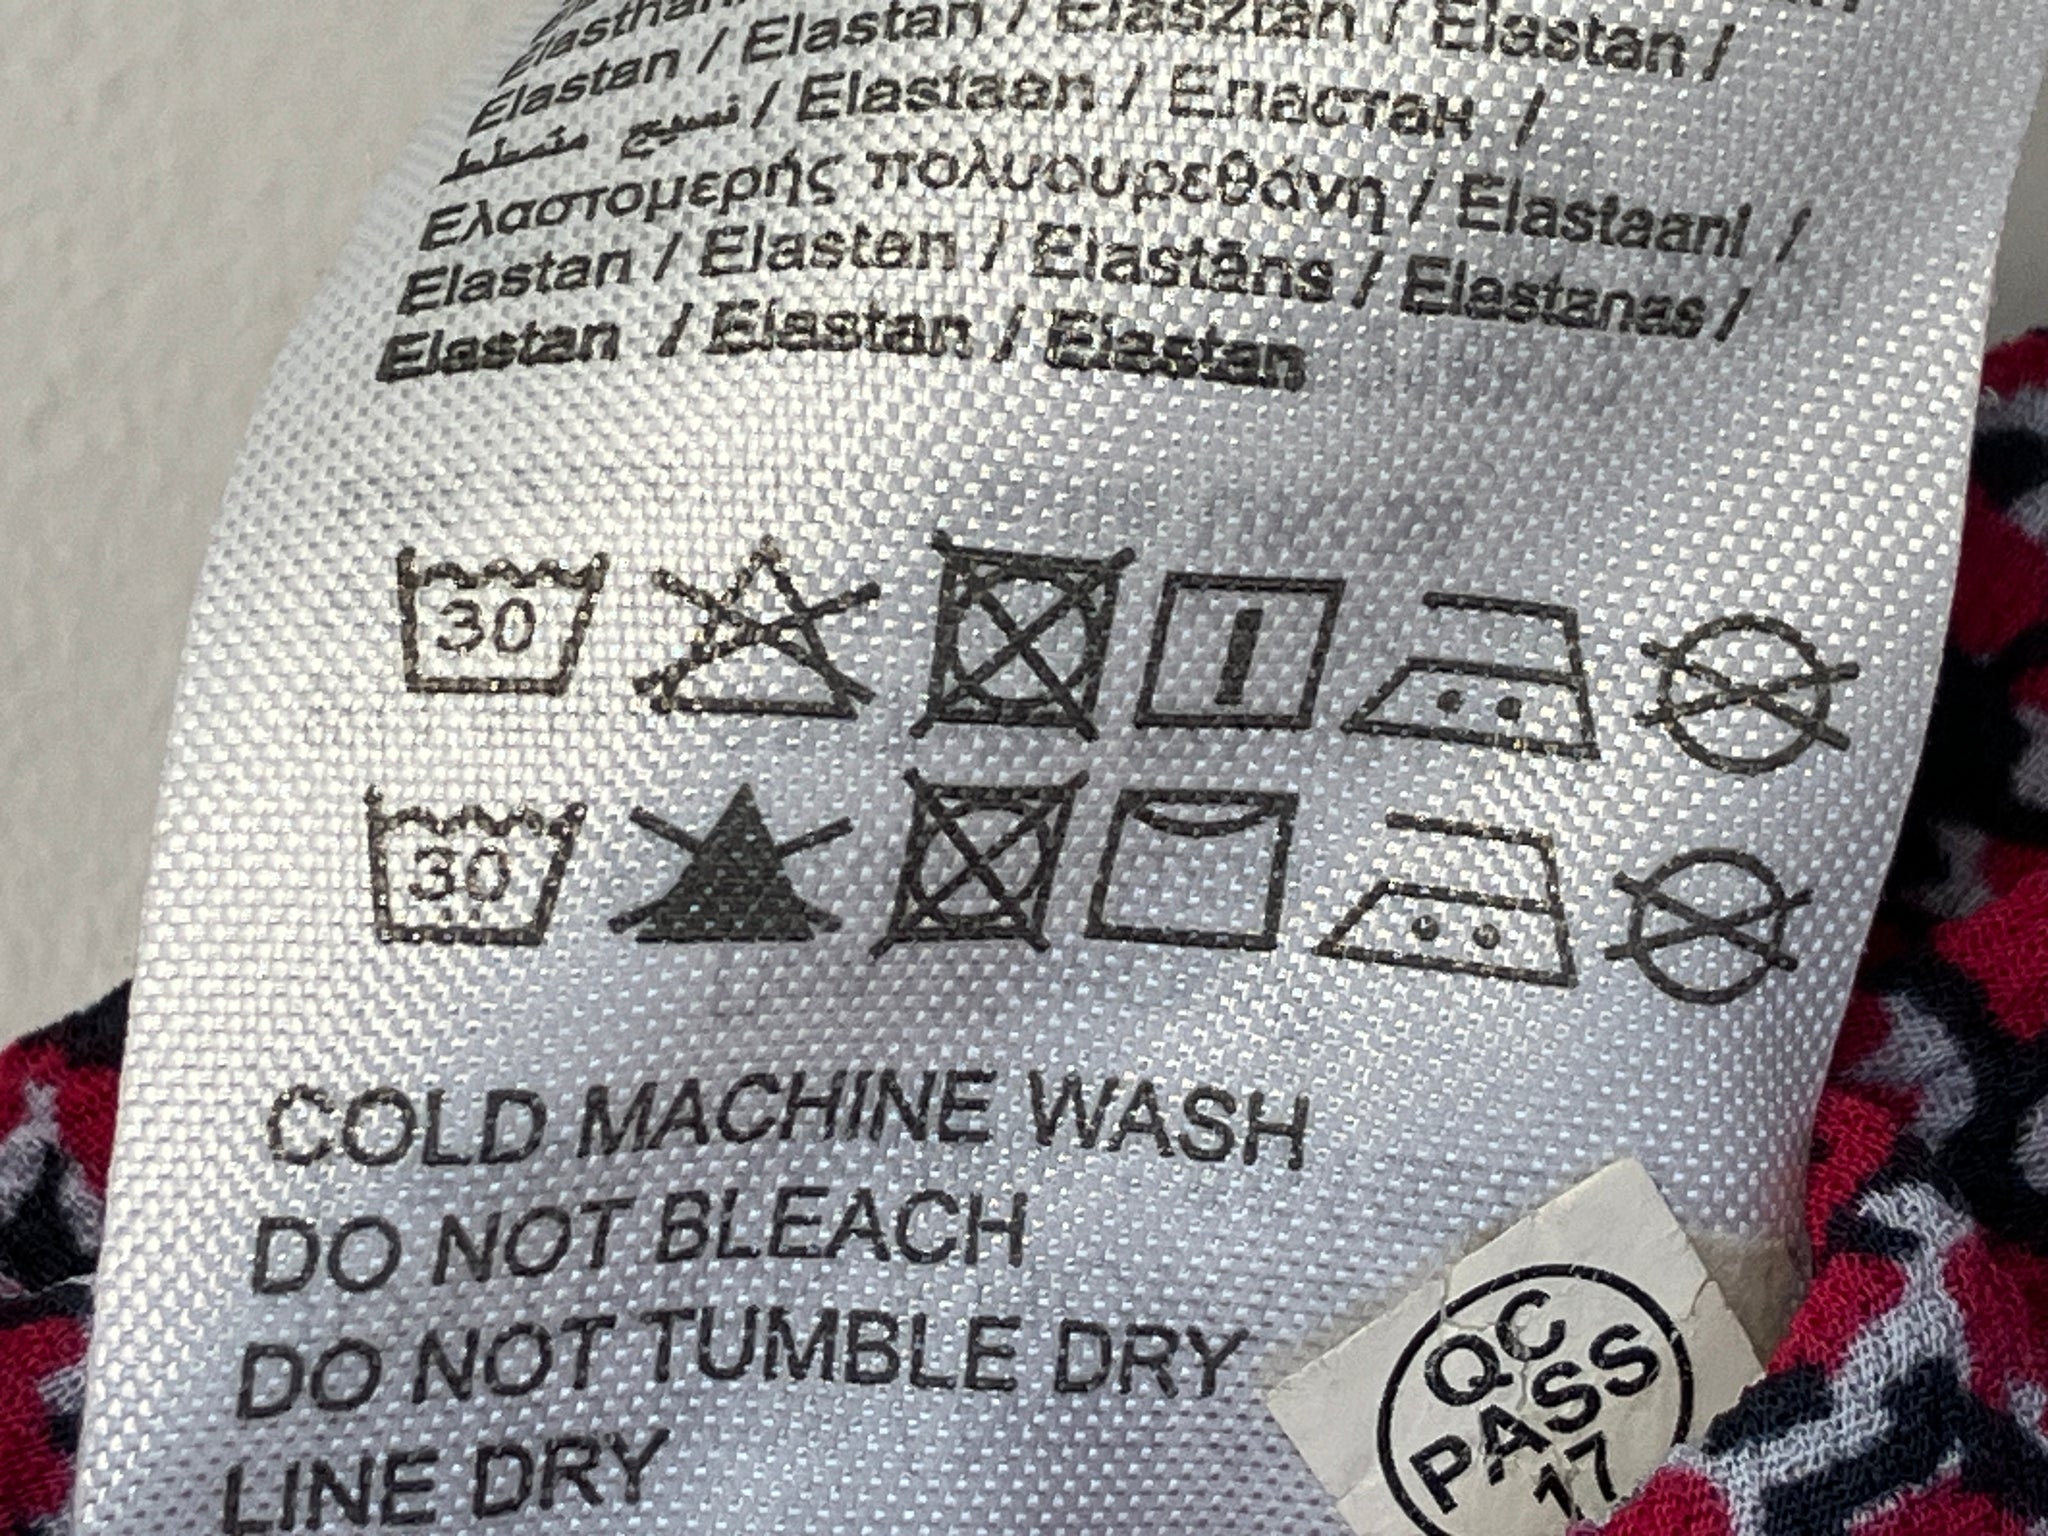 Elastan / Elastan / Elasztán / Elastan /
نسيج مطاط / Elastaan / Еластан /
Ελαστομερής πολυουρεθάνη / Elastaani /
Elastan / Elasten / Elastāns / Elastanas /
Elastan / Elastan / Elastan
30
30
COLD MACHINE WASH
DO NOT BLEACH
DO NOT TUMBLE DRY
LINE DRY
QC
PASS
17